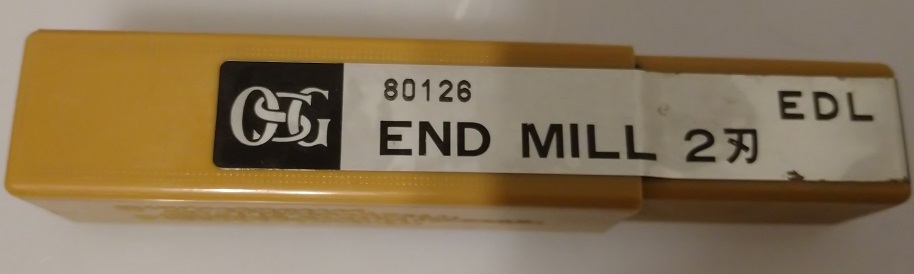 OSG
80126
EDL
END MILL 2刃